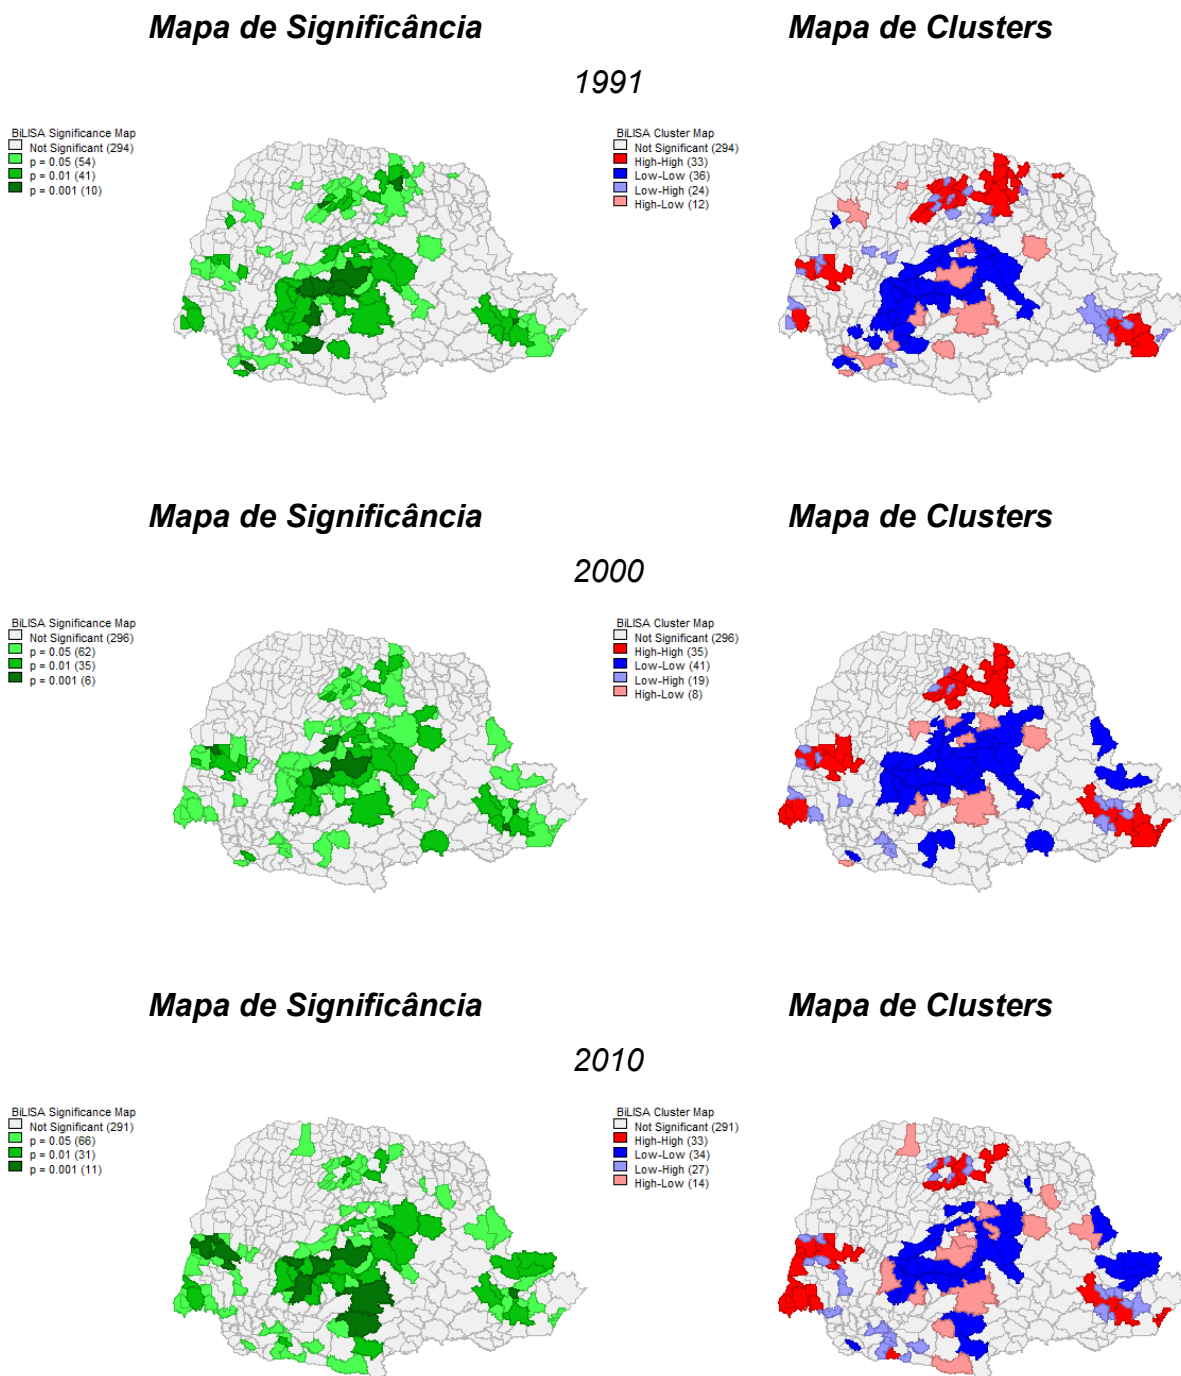 Mapa de Significância
Mapa de Clusters
1991
BiLISA Significance Map
Not Significant (294)
p = 0.05 (54)
p = 0.01 (41)
p = 0.001 (10)
BiLISA Cluster Map
Not Significant (294)
High-High (33)
Low-Low (36)
Low-High (24)
High-Low (12)
Mapa de Significância
Mapa de Clusters
2000
BiLISA Significance Map
Not Significant (296)
p = 0.05 (62)
p = 0.01 (35)
p = 0.001 (6)
BiLISA Cluster Map
Not Significant (296)
High-High (35)
Low-Low (41)
Low-High (19)
High-Low (8)
Mapa de Significância
Mapa de Clusters
2010
BiLISA Significance Map
Not Significant (291)
p = 0.05 (66)
p = 0.01 (31)
p = 0.001 (11)
BiLISA Cluster Map
Not Significant (291)
High-High (33)
Low-Low (34)
Low-High (27)
High-Low (14)